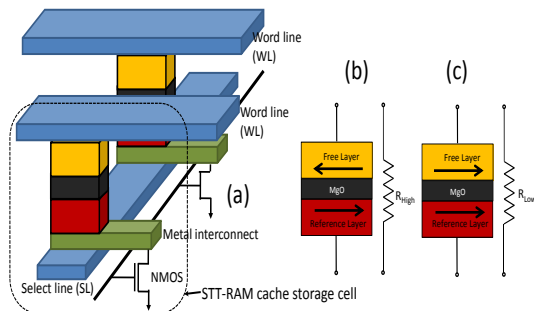 Word line
(WL)
Word line
(WL)
(a)
Metal interconnect
NMOS
Select line (SL)
STT-RAM cache storage cell
(b)
Free Layer
MgO
Reference Layer
RHigh
(c)
Free Layer
MgO
Reference Layer
RLow